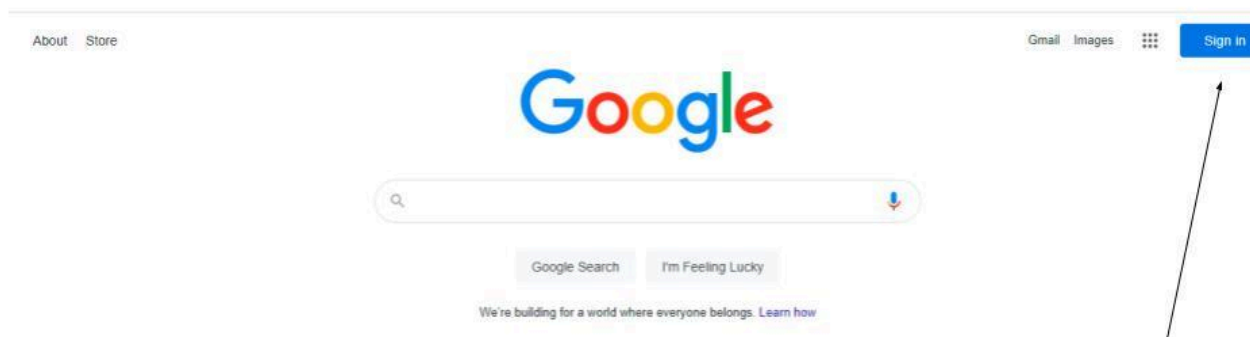 About Store
Gmail Images
Sign in
Google
Google Search
I'm Feeling Lucky
We're building for a world where everyone belongs. Learn how